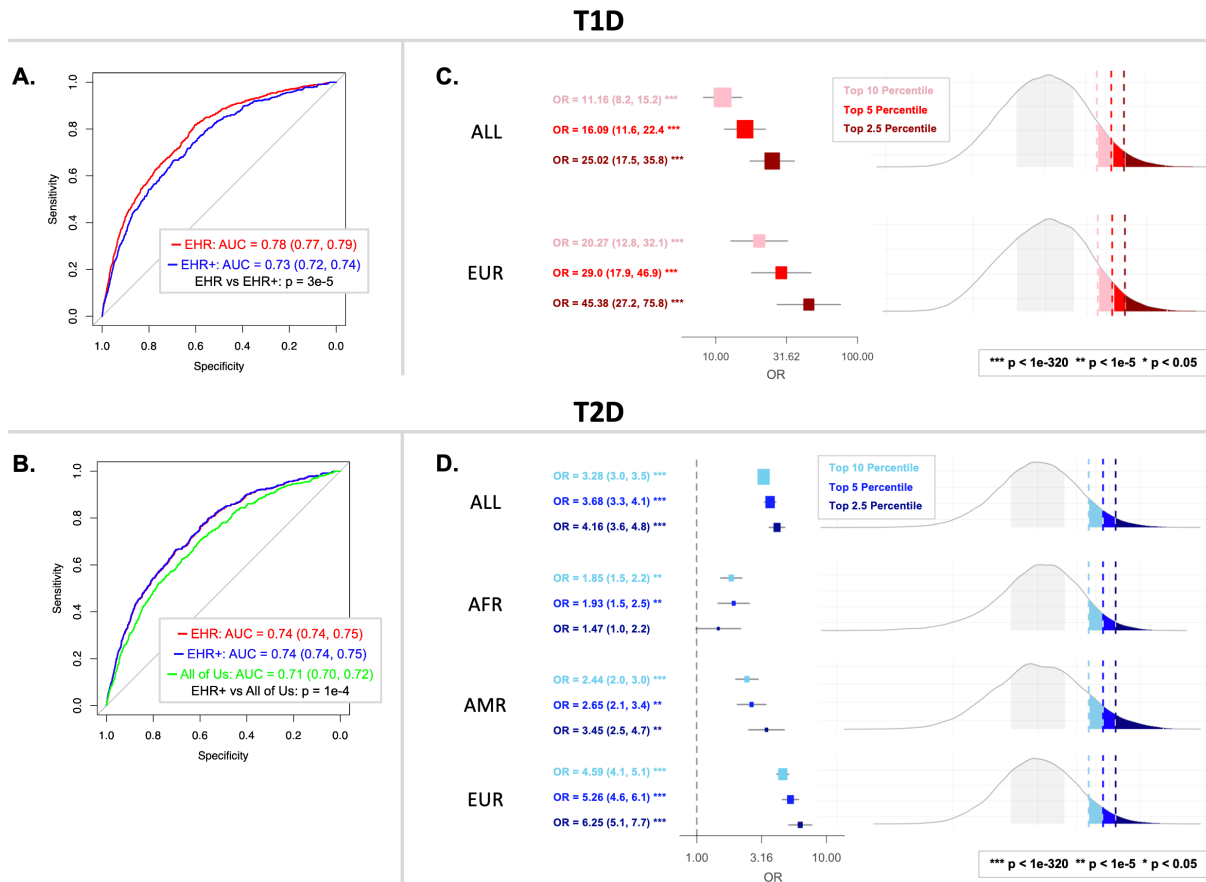 T1D
A.
1.0
0.8
0.6
0.4
0.2
0.0
Sensitivity
EHR: AUC = 0.78 (0.77, 0.79)
EHR+: AUC = 0.73 (0.72, 0.74)
EHR vs EHR+: p = 3e-5
1.0 0.8 0.6 0.4 0.2 0.0
Specificity
C.
ALL
OR = 11.16 (8.2, 15.2) ***
OR = 16.09 (11.6, 22.4 ***
OR = 25.02 (17.5, 35.8) ***
Top 10 Percentile
Top 5 Percentile
Top 2.5 Percentile
EUR
OR = 20.27 (12.8, 32.1) ***
OR = 29.0 (17.9, 46.9) ***
OR = 45.38 (27.2, 75.8) ***
10.00 31.62 100.00
OR
*** p < 1e-320 ** p < 1e-5 * p < 0.05
T2D
B.
1.0
0.8
0.6
0.4
0.2
0.0
Sensitivity
EHR: AUC = 0.74 (0.74, 0.75)
EHR+: AUC = 0.74 (0.74, 0.75)
All of Us: AUC = 0.71 (0.70, 0.72)
EHR+ vs All of Us: p = 1e-4
1.0 0.8 0.6 0.4 0.2 0.0
Specificity
D.
ALL
OR = 3.28 (3.0, 3.5) ***
OR = 3.68 (3.3, 4.1) ***
OR = 4.16 (3.6, 4.8) ***
Top 10 Percentile
Top 5 Percentile
Top 2.5 Percentile
AFR
OR = 1.85 (1.5, 2.2) **
OR = 1.93 (1.5, 2.5) **
OR = 1.47 (1.0, 2.2)
AMR
OR = 2.44 (2.0, 3.0) ***
OR = 2.65 (2.1, 3.4) **
OR = 3.45 (2.5, 4.7) **
EUR
OR = 4.59 (4.1, 5.1) ***
OR = 5.26 (4.6, 6.1) ***
OR = 6.25 (5.1, 7.7) ***
1.00 3.16 10.00
OR
*** p < 1e-320 ** p < 1e-5 * p < 0.05